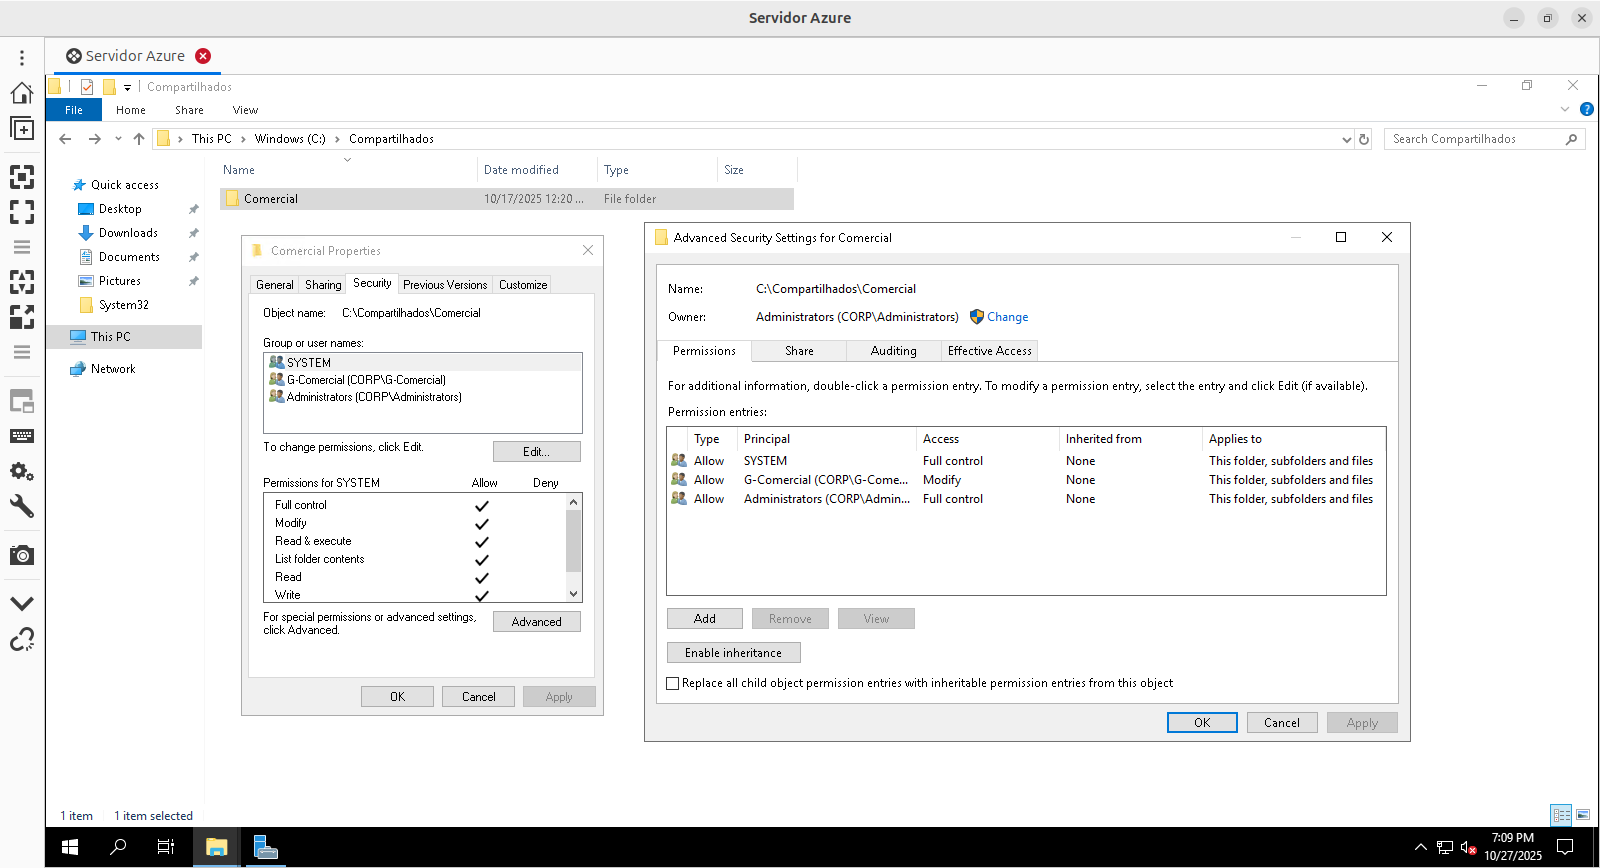 Servidor Azure
Servidor Azure
Compartilhados
File Home Share View
This PC Windows (C:) Compartilhados
Search Compartilhados
Name Date modified Type Size
Comercial 10/17/2025 12:20 ... File folder
Quick access
Desktop
Downloads
Documents
Pictures
System32
This PC
Network
Comercial Properties
General Sharing Security Previous Versions Customize
Object name: C:\Compartilhados\Comercial
Group or user names:
SYSTEM
G-Comercial (CORP\G-Comercial)
Administrators (CORP\Administrators)
To change permissions, click Edit.
Edit...
Permissions for SYSTEM Allow Deny
Full control
Modify
Read & execute
List folder contents
Read
Write
For special permissions or advanced settings,
click Advanced.
Advanced
OK Cancel Apply
Advanced Security Settings for Comercial
Name: C:\Compartilhados\Comercial
Owner: Administrators (CORP\Administrators) Change
Permissions Share Auditing Effective Access
For additional information, double-click a permission entry. To modify a permission entry, select the entry and click Edit (if available).
Permission entries:
Type Principal Access Inherited from Applies to
Allow SYSTEM Full control None This folder, subfolders and files
Allow G-Comercial (CORP\G-Come... Modify None This folder, subfolders and files
Allow Administrators (CORP\Admin... Full control None This folder, subfolders and files
Add Remove View
Enable inheritance
Replace all child object permission entries with inheritable permission entries from this object
OK Cancel Apply
1 item 1 item selected
7:09 PM
10/27/2025